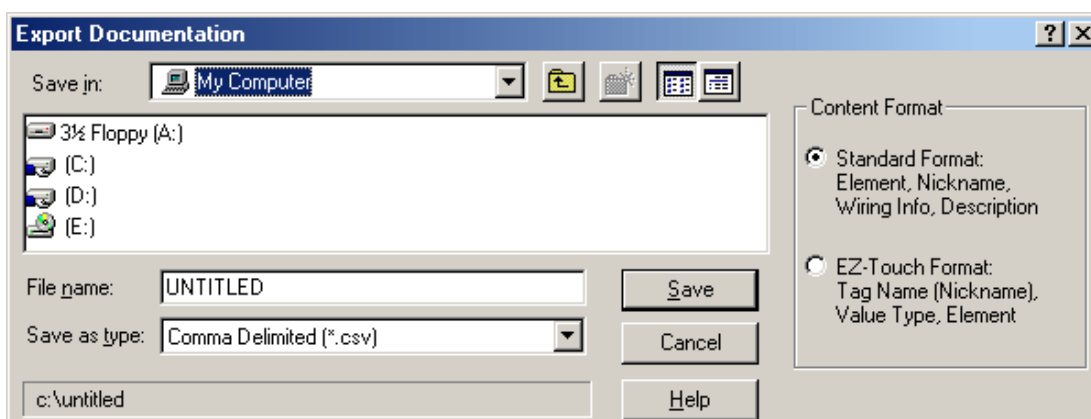 Export Documentation
Save in:
My Computer
3½ Floppy (A:)
(C:)
(D:)
(E:)
File name:
UNTITLED
Save
Save as type:
Comma Delimited (*.csv)
Cancel
c:\untitled
Help
Content Format
Standard Format:
Element, Nickname,
Wiring Info, Description
EZ-Touch Format:
Tag Name (Nickname),
Value Type, Element